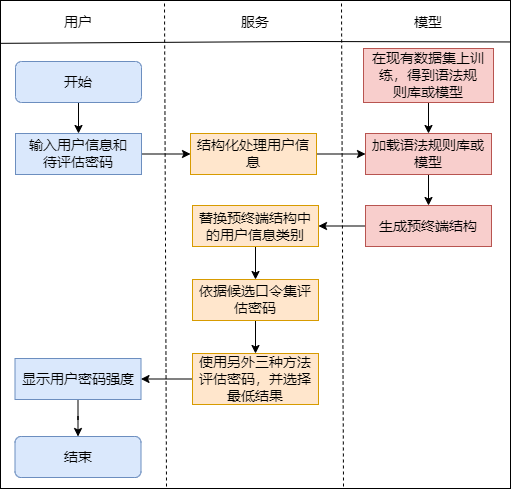 用户
服务
模型
开始
在现有数据集上训
练，得到语法规
则库或模型
输入用户信息和
待评估密码
结构化处理用户信
息
加载语法规则库或
模型
替换预终端结构中
的用户信息类别
生成预终端结构
依据候选口令集评
估密码
显示用户密码强度
使用另外三种方法
评估密码，并选择
最低结果
结束